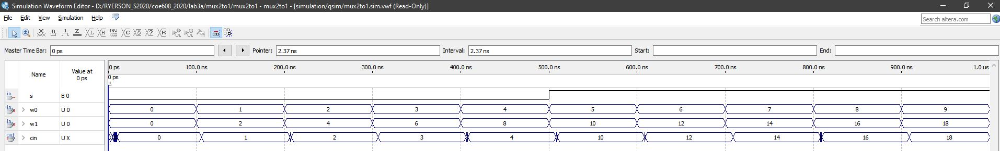 Simulation Waveform Editor - D:/RYERSON_S2020/coe608_2020/lab3a/mux2to1/mux2to1 - mux2to1 - [simulation/qsim/mux2to1.sim.vwf (Read-Only)]
File Edit View Simulation Help
Search altera.com
Master Time Bar: 0 ps Pointer: 2.37 ns Interval: 2.37 ns Start: End:
Name Value at 0 ps
0 ps 100.0 ns 200.0 ns 300.0 ns 400.0 ns 500.0 ns 600.0 ns 700.0 ns 800.0 ns 900.0 ns 1.0 us
0 ps
in s B 0
in w0 U 0 0 1 2 3 4 5 6 7 8 9
in w1 U 0 0 2 4 6 8 10 12 14 16 18
out cin U X 0 1 2 3 4 10 12 14 16 18